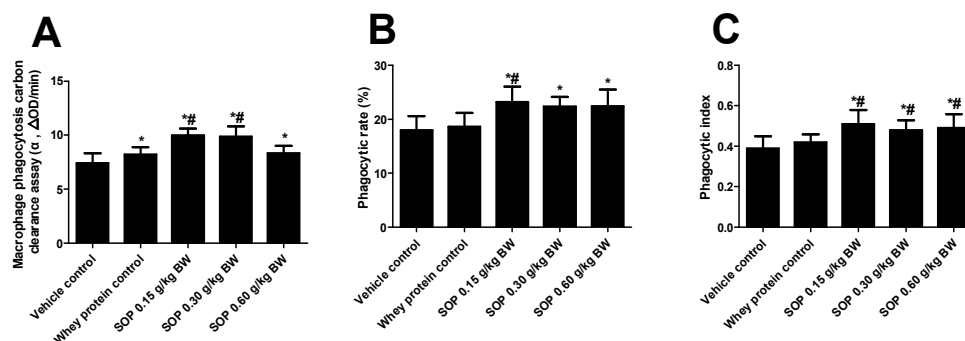 A
Macrophage phagocytosis carbon
clearance assay (α , ΔOD/min)
15
10
5
0
*
*#
*#
*
Vehicle control
Whey protein control
SOP 0.15 g/kg BW
SOP 0.30 g/kg BW
SOP 0.60 g/kg BW
B
Phagocytic rate (%)
30
20
10
0
*#
*
*
Vehicle control
Whey protein control
SOP 0.15 g/kg BW
SOP 0.30 g/kg BW
SOP 0.60 g/kg BW
C
Phagocytic index
0.8
0.6
0.4
0.2
0.0
*#
*#
*#
Vehicle control
Whey protein control
SOP 0.15 g/kg BW
SOP 0.30 g/kg BW
SOP 0.60 g/kg BW